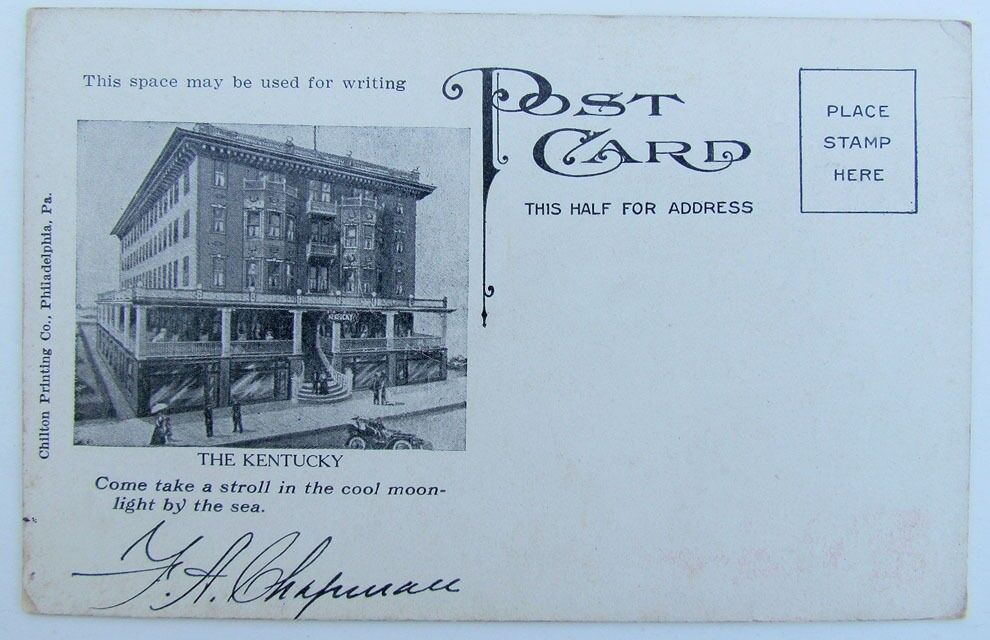 This space may be used for writing
POST
CARD
THIS HALF FOR ADDRESS
PLACE
STAMP
HERE
Chilton Printing Co., Philadelphia, Pa.
KENTUCKY
THE KENTUCKY
Come take a stroll in the cool moon-
light by the sea.
F. A. Chapman